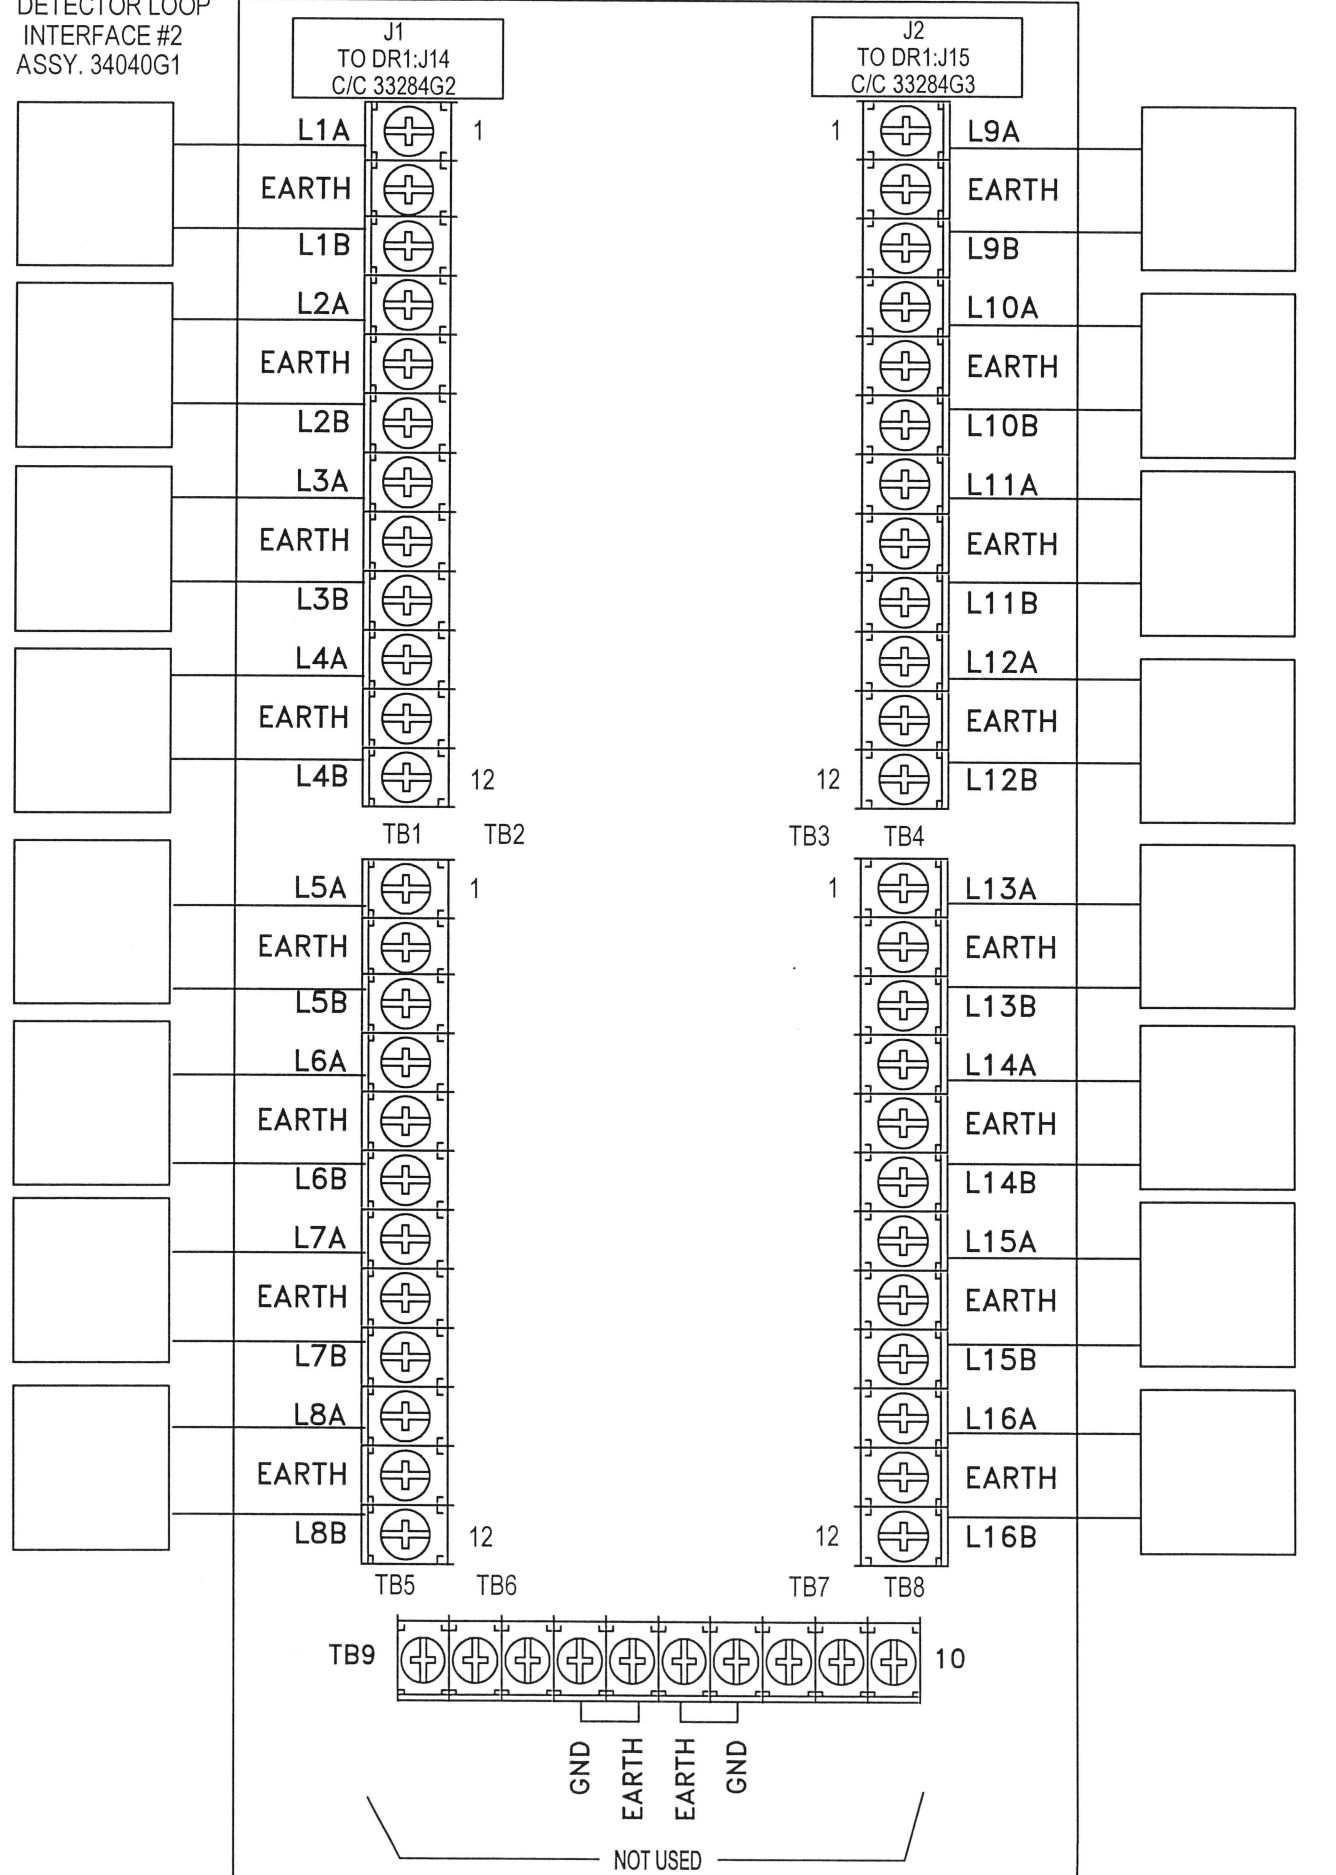 DETECTOR LOOP
INTERFACE #2
ASSY. 34040G1
J1
TO DR1:J14
C/C 33284G2
J2
TO DR1:J15
C/C 33284G3
L1A
1
EARTH
L1B
L2A
EARTH
L2B
L3A
EARTH
L3B
L4A
EARTH
L4B
12
TB1
TB2
1
L9A
EARTH
L9B
L10A
EARTH
L10B
L11A
EARTH
L11B
L12A
EARTH
12
L12B
TB3
TB4
L5A
1
EARTH
L5B
L6A
EARTH
L6B
L7A
EARTH
L7B
L8A
EARTH
L8B
12
TB5
TB6
1
L13A
EARTH
L13B
L14A
EARTH
L14B
L15A
EARTH
L15B
L16A
EARTH
12
L16B
TB7
TB8
TB9
10
GND
EARTH
EARTH
GND
NOT USED